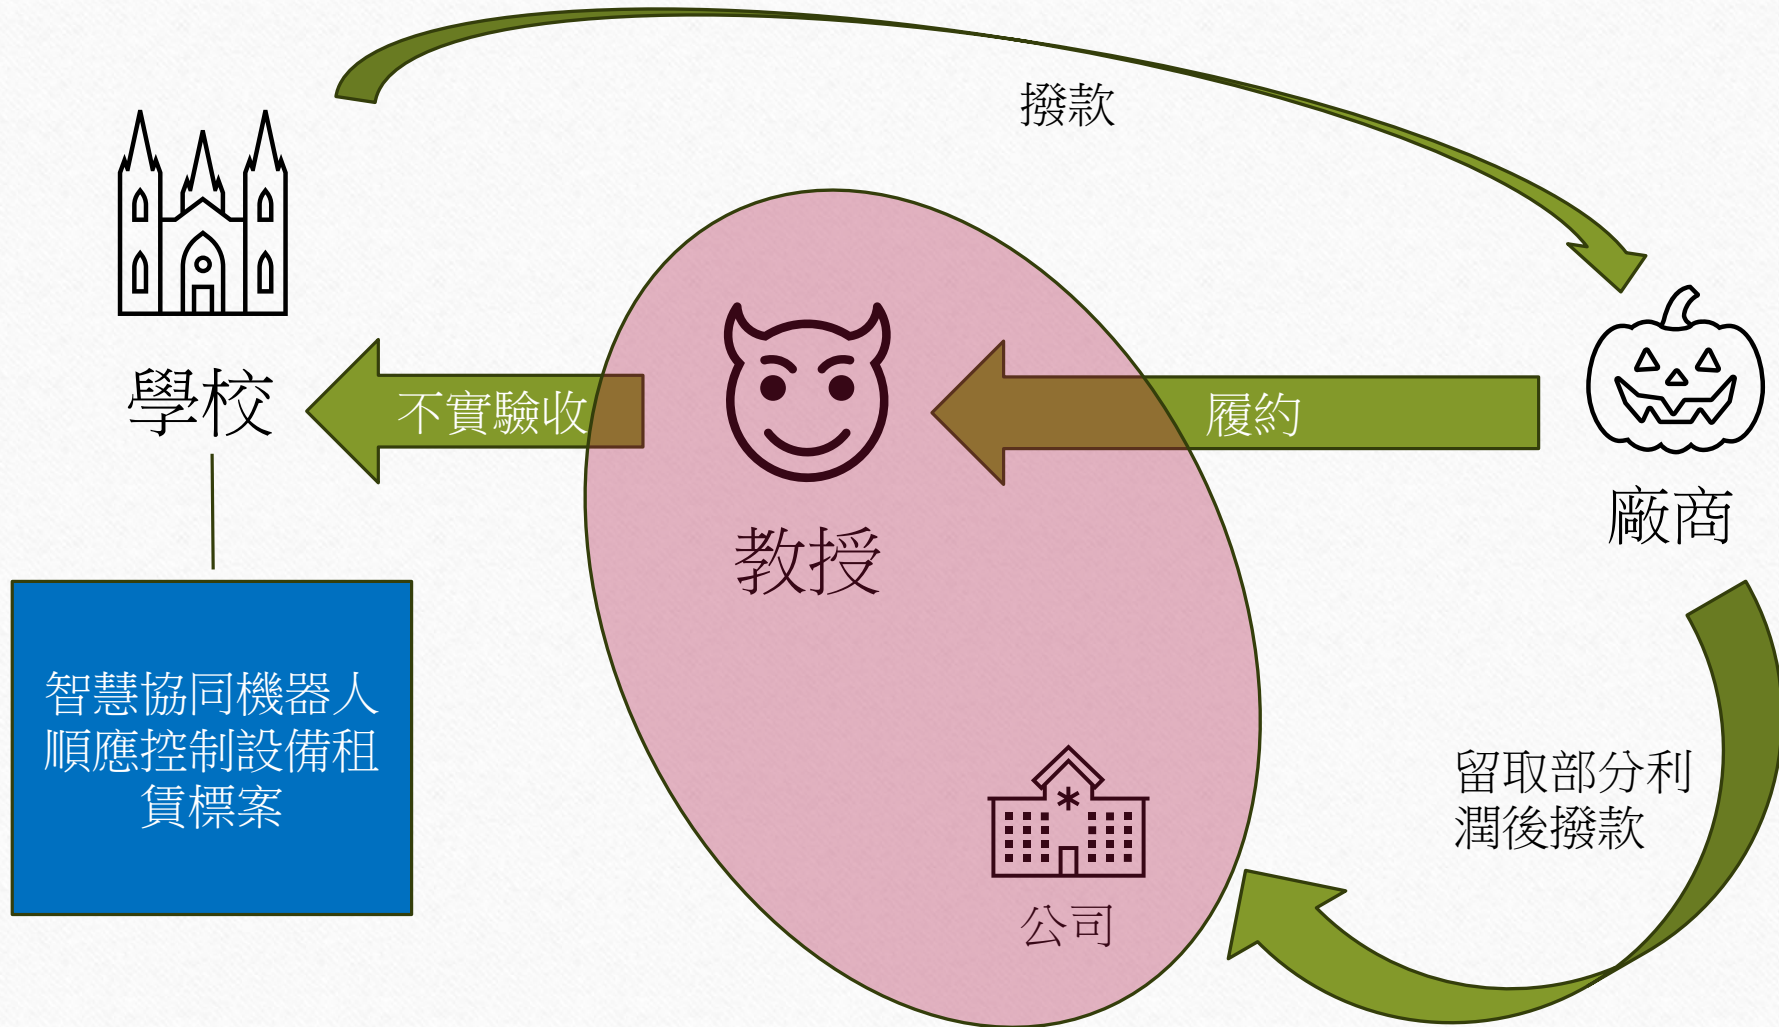 撥款
學校
不實驗收
履約
教授
廠商
智慧協同機器人
順應控制設備租
賃標案
留取部分利
潤後撥款
公司